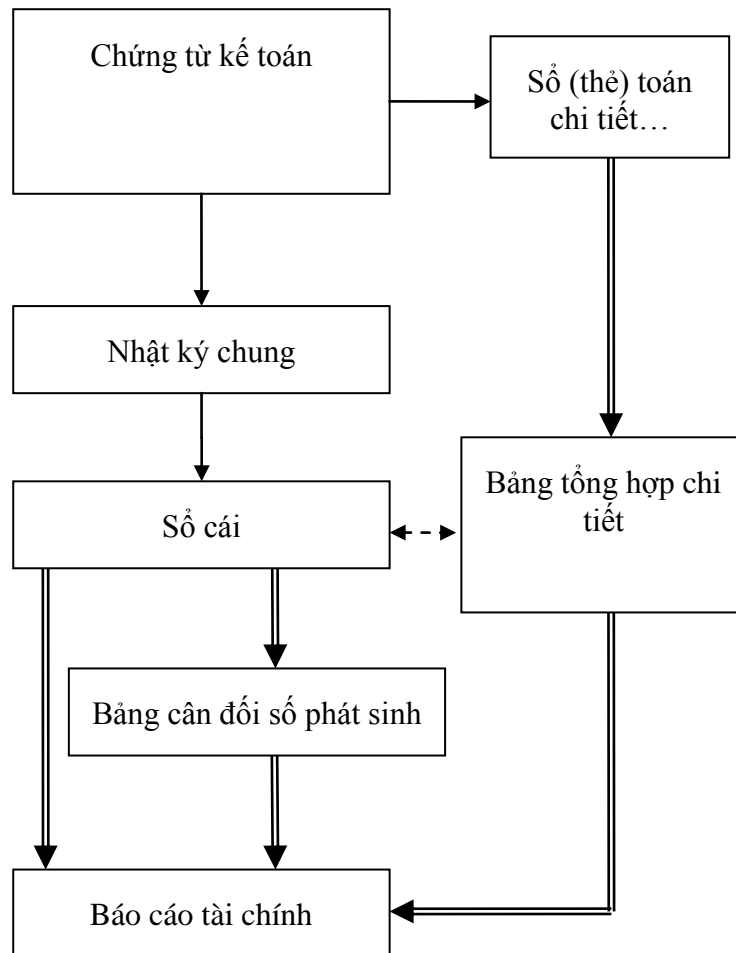 Chứng từ kế toán
Sổ (thẻ) toán
chi tiết…
Nhật ký chung
Bảng tổng hợp chi
tiết
Sổ cái
Bảng cân đối số phát sinh
Báo cáo tài chính